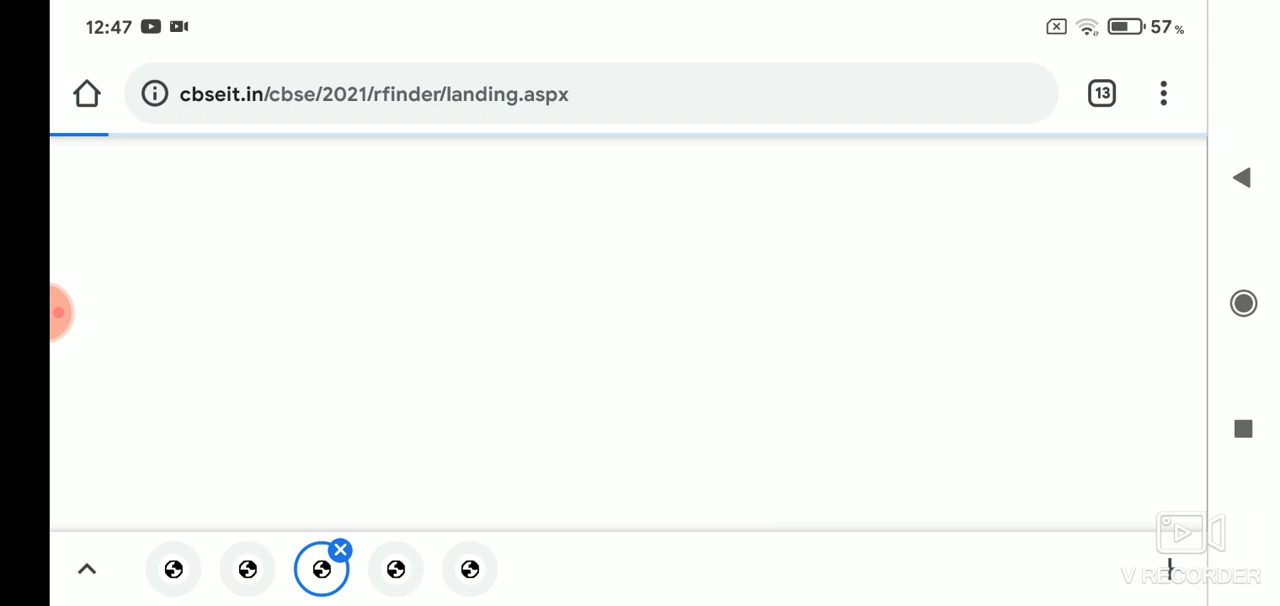 12:47
57 %
cbseit.in/cbse/2021/rfinder/landing.aspx
13
V RECORDER